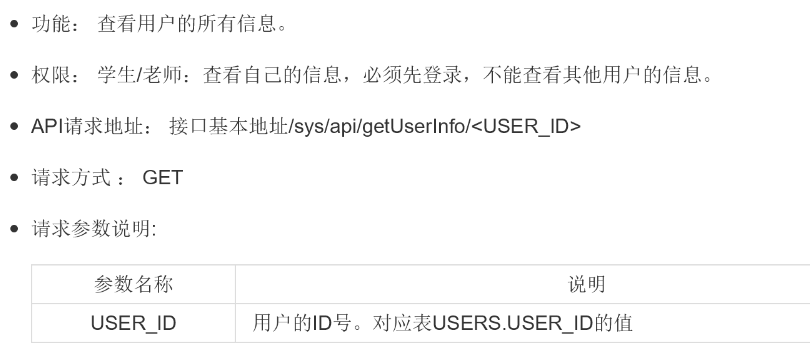 功能： 查看用户的所有信息。
权限： 学生/老师：查看自己的信息，必须先登录，不能查看其他用户的信息。
API请求地址： 接口基本地址/sys/api/getUserInfo/<USER_ID>
请求方式 ： GET
请求参数说明:
参数名称 说明
USER_ID 用户的ID号。对应表USERS.USER_ID的值